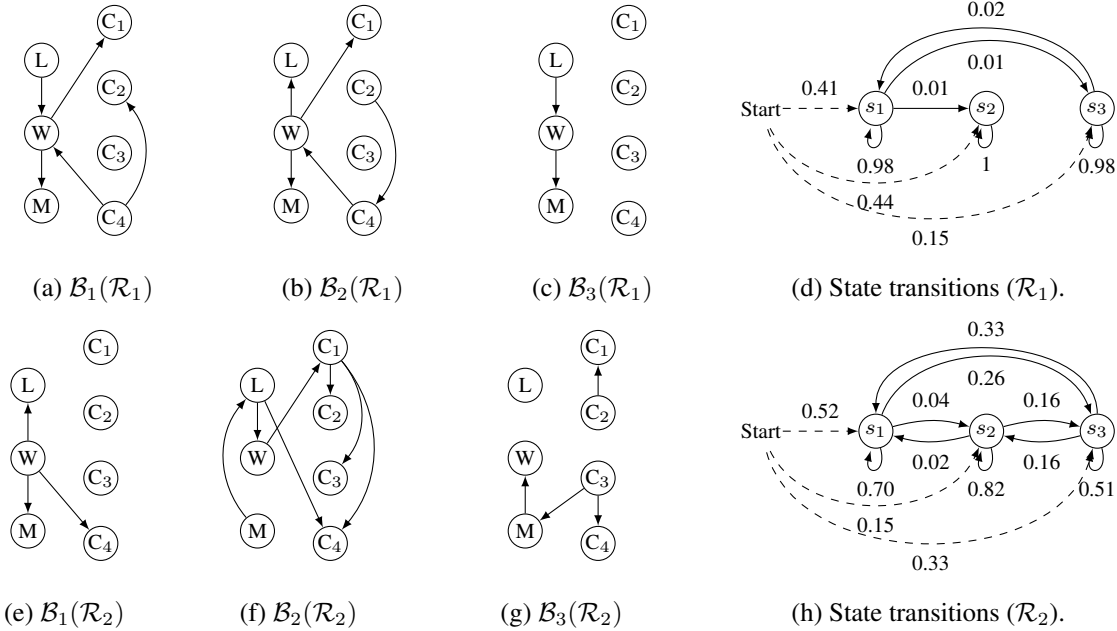 L
W
M
C1
C2
C3
C4
(a) B1(R1)
L
W
M
C1
C2
C3
C4
(b) B2(R1)
L
W
M
C1
C2
C3
C4
(c) B3(R1)
0.02
0.01
Start
0.41
s1
0.01
s2
s3
0.98
1
0.98
0.44
0.15
(d) State transitions (R1).
L
W
M
C1
C2
C3
C4
(e) B1(R2)
L
W
M
C1
C2
C3
C4
(f) B2(R2)
L
W
M
C1
C2
C3
C4
(g) B3(R2)
0.33
0.26
Start
0.52
s1
0.04
s2
0.16
s3
0.02
0.16
0.70
0.82
0.51
0.15
0.33
(h) State transitions (R2).